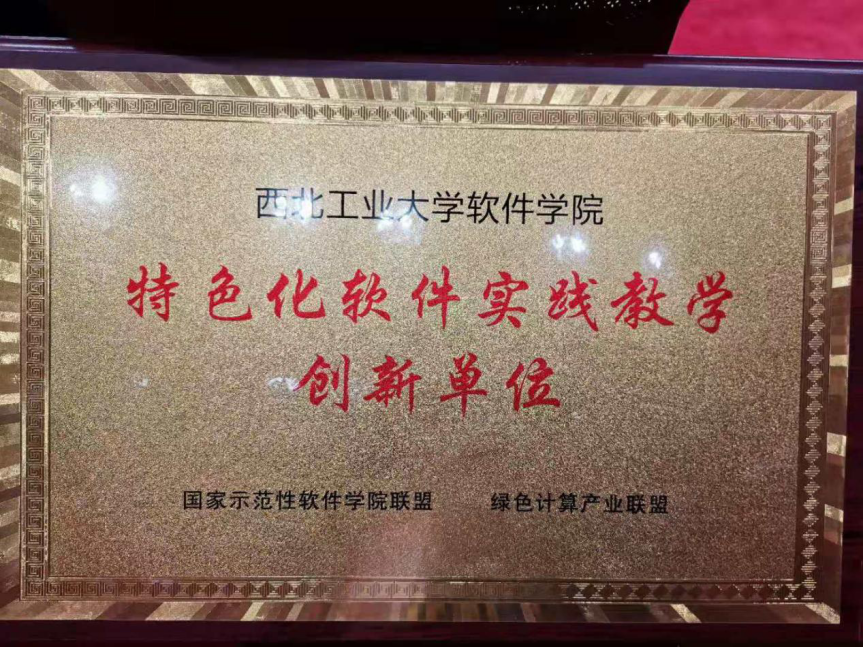 西北工业大学软件学院
特色化软件实践教学
创新单位
国家示范性软件学院联盟 绿色计算产业联盟